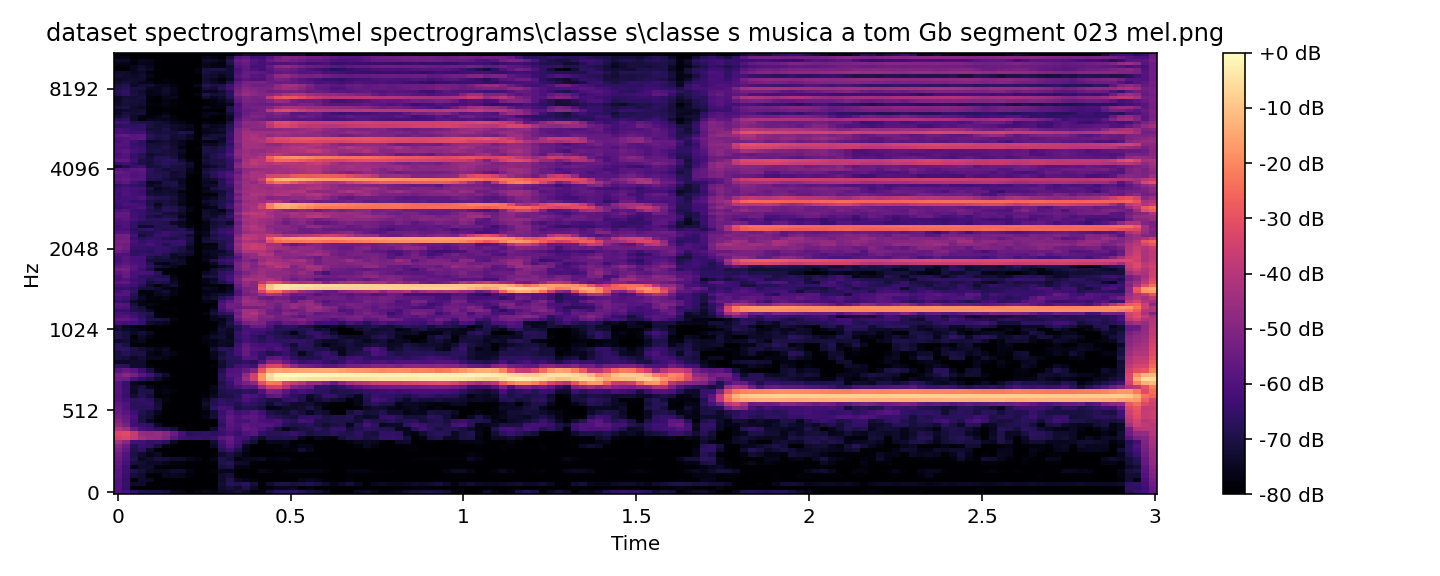 dataset spectrograms\mel spectrograms\classe s\classe s musica a tom Gb segment 023 mel.png
+0 dB
8192
-10 dB
4096
-20 dB
-30 dB
2048
-40 dB
Hz
1024
-50 dB
-60 dB
512
-70 dB
0
-80 dB
0 0.5 1 1.5 2 2.5 3
Time